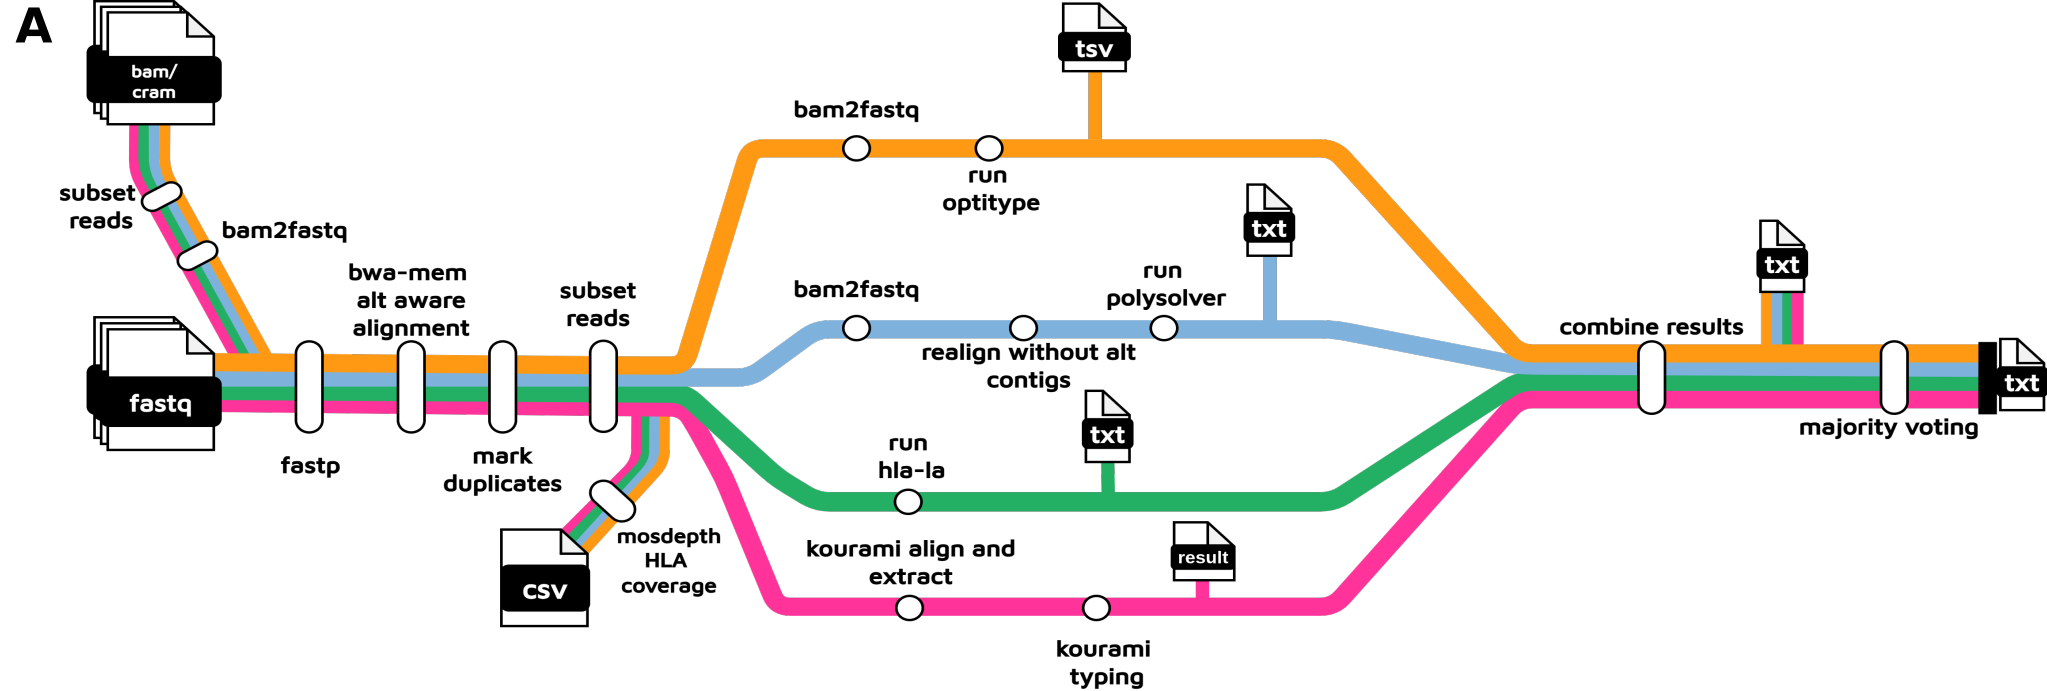 A
bam/
cram
subset
reads
bam2fastq
fastq
fastp
bwa-mem
alt aware
alignment
mark
duplicates
subset
reads
mosdepth
HLA
coverage
csv
bam2fastq
run
optitype
tsv
bam2fastq
realign without alt
contigs
run
polysolver
txt
run
hla-la
txt
kourami align and
extract
kourami
typing
result
combine results
txt
majority voting
txt